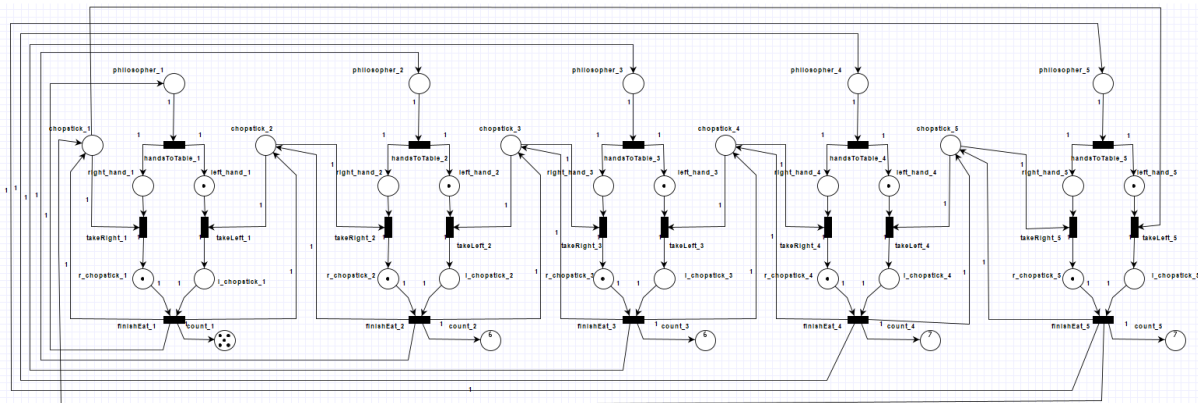 philosopher_1
philosopher_2
philosopher_3
philosopher_4
philosopher_5
chopstick_1
chopstick_2
chopstick_3
chopstick_4
chopstick_5
handsToTable_1
handsToTable_2
handsToTable_3
handsToTable_4
handsToTable_5
right_hand_1
left_hand_1
right_hand_2
left_hand_2
right_hand_3
left_hand_3
right_hand_4
left_hand_4
right_hand_5
left_hand_5
takeRight_1
takeLeft_1
takeRight_2
takeLeft_2
takeRight_3
takeLeft_3
takeRight_4
takeLeft_4
takeRight_5
takeLeft_5
r_chopstick_1
l_chopstick_1
r_chopstick_2
l_chopstick_2
r_chopstick_3
l_chopstick_3
r_chopstick_4
l_chopstick_4
r_chopstick_5
l_chopstick_5
finishEat_1
count_1
finishEat_2
count_2
6
finishEat_3
count_3
6
finishEat_4
count_4
7
finishEat_5
count_5
7
1